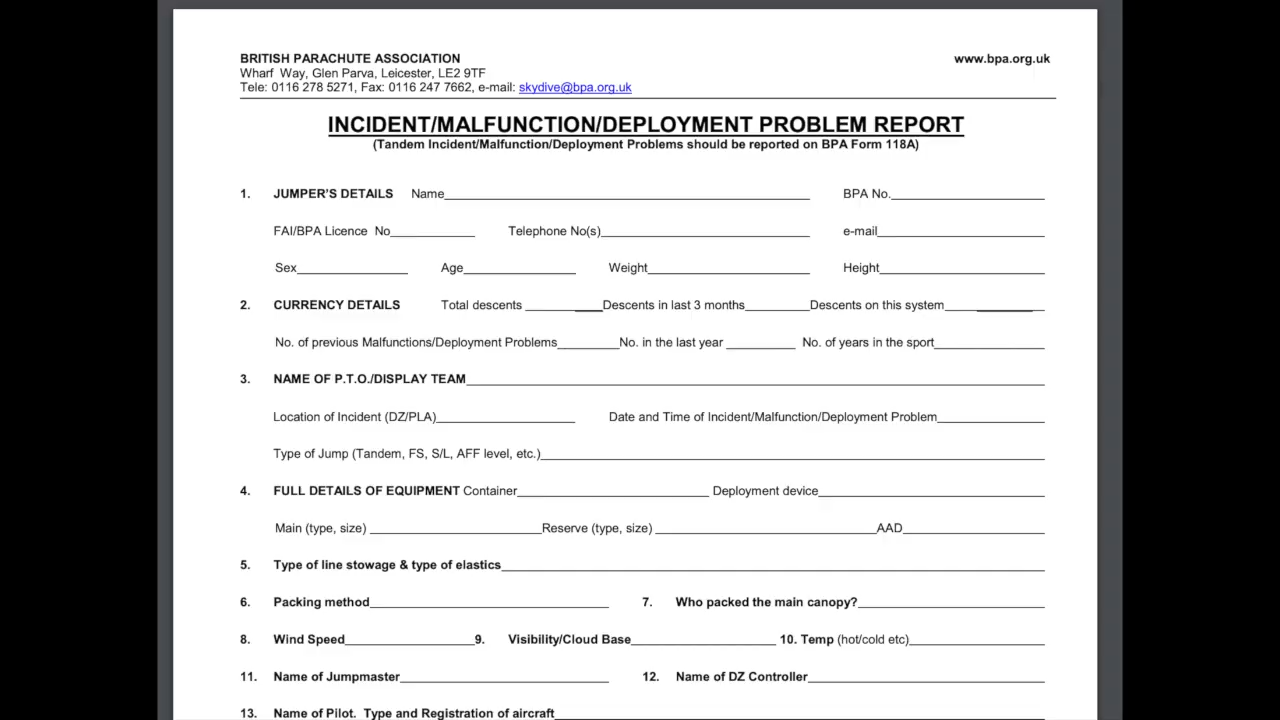 BRITISH PARACHUTE ASSOCIATION www.bpa.org.uk
Wharf Way, Glen Parva, Leicester, LE2 9TF
Tele: 0116 278 5271, Fax: 0116 247 7662, e-mail: skydive@bpa.org.uk
INCIDENT/MALFUNCTION/DEPLOYMENT PROBLEM REPORT
(Tandem Incident/Malfunction/Deployment Problems should be reported on BPA Form 118A)
1. JUMPER'S DETAILS Name BPA No.
FAI/BPA Licence No Telephone No(s) e-mail
Sex Age Weight Height
2. CURRENCY DETAILS Total descents Descents in last 3 months Descents on this system
No. of previous Malfunctions/Deployment Problems No. in the last year No. of years in the sport
3. NAME OF P.T.O./DISPLAY TEAM
Location of Incident (DZ/PLA) Date and Time of Incident/Malfunction/Deployment Problem
Type of Jump (Tandem, FS, S/L, AFF level, etc.)
4. FULL DETAILS OF EQUIPMENT Container Deployment device
Main (type, size) Reserve (type, size) AAD
5. Type of line stowage & type of elastics
6. Packing method 7. Who packed the main canopy?
8. Wind Speed 9. Visibility/Cloud Base 10. Temp (hot/cold etc)
11. Name of Jumpmaster 12. Name of DZ Controller
13. Name of Pilot. Type and Registration of aircraft